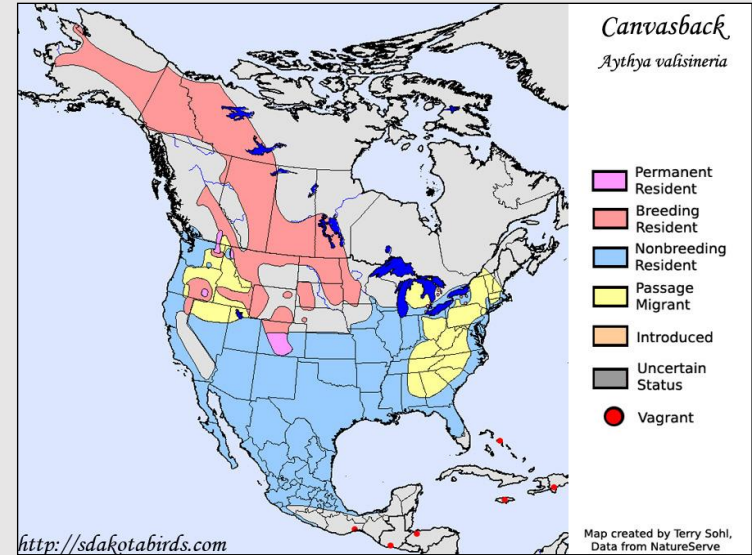 Canvasback
Aythya valisineria
Permanent
Resident
Breeding
Resident
Nonbreeding
Resident
Passage
Migrant
Introduced
Uncertain
Status
Vagrant
http://sdakotabirds.com
Map created by Terry Sohl,
Data from NatureServe